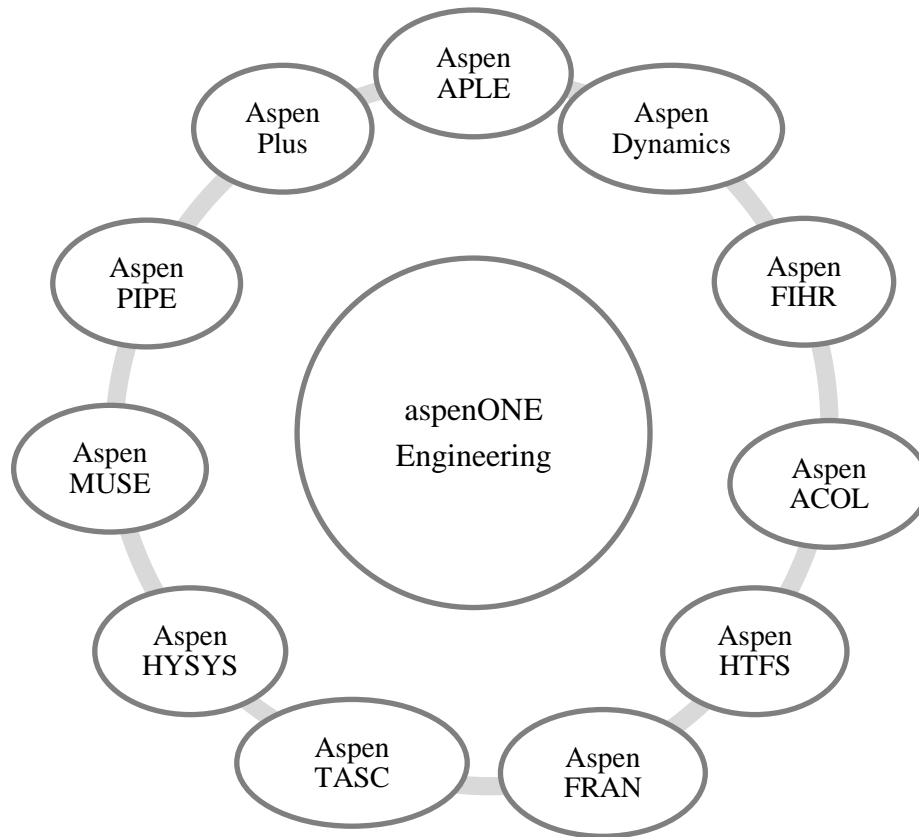 Aspen
APLE
Aspen
Dynamics
Aspen
FIHR
Aspen
ACOL
Aspen
HTFS
Aspen
FRAN
Aspen
TASC
Aspen
HYSYS
Aspen
MUSE
Aspen
PIPE
Aspen
Plus
aspenONE
Engineering